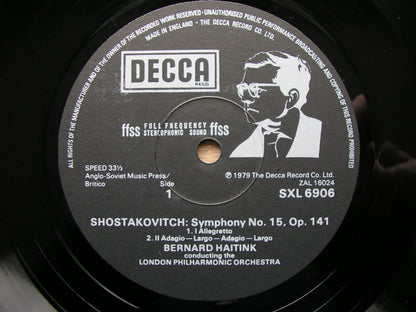 ALL RIGHTS OF THE MANUFACTURER AND OF THE OWNER OF THE RECORDED WORK RESERVED · UNAUTHORISED PUBLIC PERFORMANCE BROADCASTING AND COPYING OF THIS RECORD PROHIBITED
MADE IN ENGLAND · THE DECCA RECORD CO. LTD.
DECCA
REGD.
ffss FULL FREQUENCY STEREOPHONIC SOUND ffss
SPEED 33⅓
Anglo-Soviet Music Press/
Britico
Side
1
℗ 1979 The Decca Record Co. Ltd.
ZAL 16024
SXL 6906
SHOSTAKOVITCH: Symphony No. 15, Op. 141
1. I Allegretto
2. II Adagio — Largo — Adagio — Largo
BERNARD HAITINK
conducting the
LONDON PHILHARMONIC ORCHESTRA